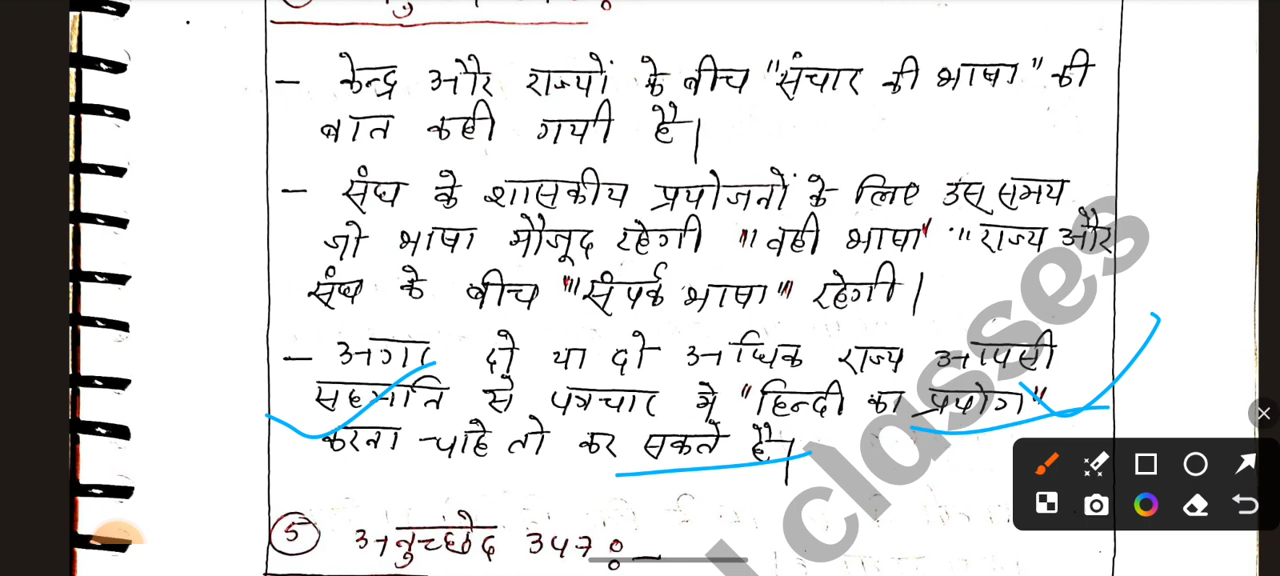 - केन्द्र और राज्यों के बीच "संचार की भाषा" की
बात कही गयी है।
- संघ के शासकीय प्रयोजनों के लिए उस समय
जो भाषा मौजूद रहेगी "वही भाषा" "राज्य और
संघ के बीच "संपर्क भाषा" रहेगी।
- अगर दो या दो अधिक राज्य आपसी
सहमति से पत्रचार मे "हिन्दी का प्रयोग"
करना चाहे तो कर सकते है।
classes
5 अनुच्छेद 347 :-